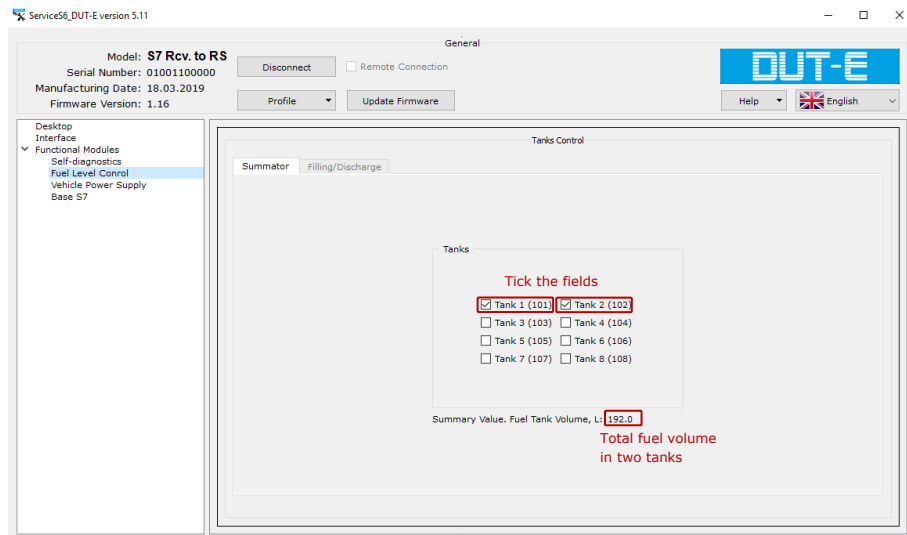 ServiceS6_DUT-E version 5.11
General
Model: S7 Rcv. to RS
Serial Number: 01001100000
Manufacturing Date: 18.03.2019
Firmware Version: 1.16
Disconnect
Remote Connection
Profile
Update Firmware
DUT-E
Help
English
Desktop
Interface
Functional Modules
Self-diagnostics
Fuel Level Conrol
Vehicle Power Supply
Base S7
Tanks Control
Summator
Filling/Discharge
Tanks
Tick the fields
Tank 1 (101) Tank 2 (102)
Tank 3 (103) Tank 4 (104)
Tank 5 (105) Tank 6 (106)
Tank 7 (107) Tank 8 (108)
Summary Value. Fuel Tank Volume, L: 192.0
Total fuel volume
in two tanks